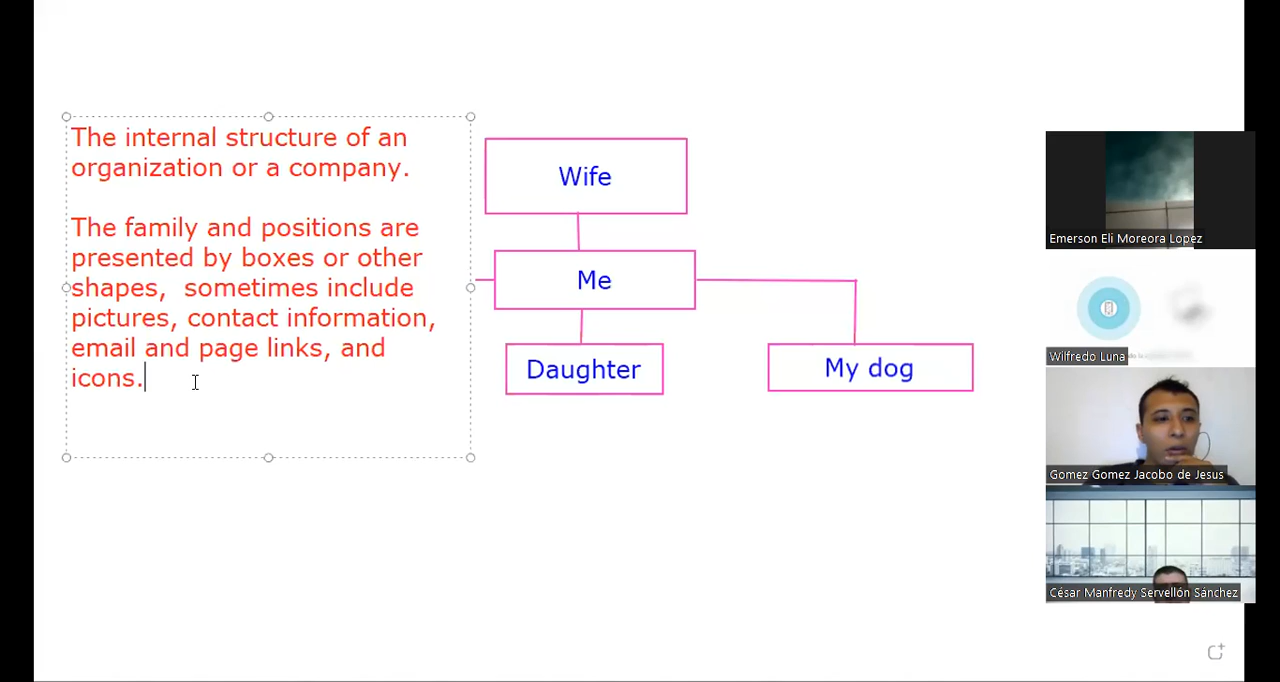 The internal structure of an
organization or a company.
The family and positions are
presented by boxes or other
shapes,  sometimes include
pictures, contact information,
email and page links, and
icons.
Wife
Me
Daughter
My dog
Emerson Eli Moreora Lopez
Wilfredo Luna
Gomez Gomez Jacobo de Jesus
César Manfredy Servellón Sánchez